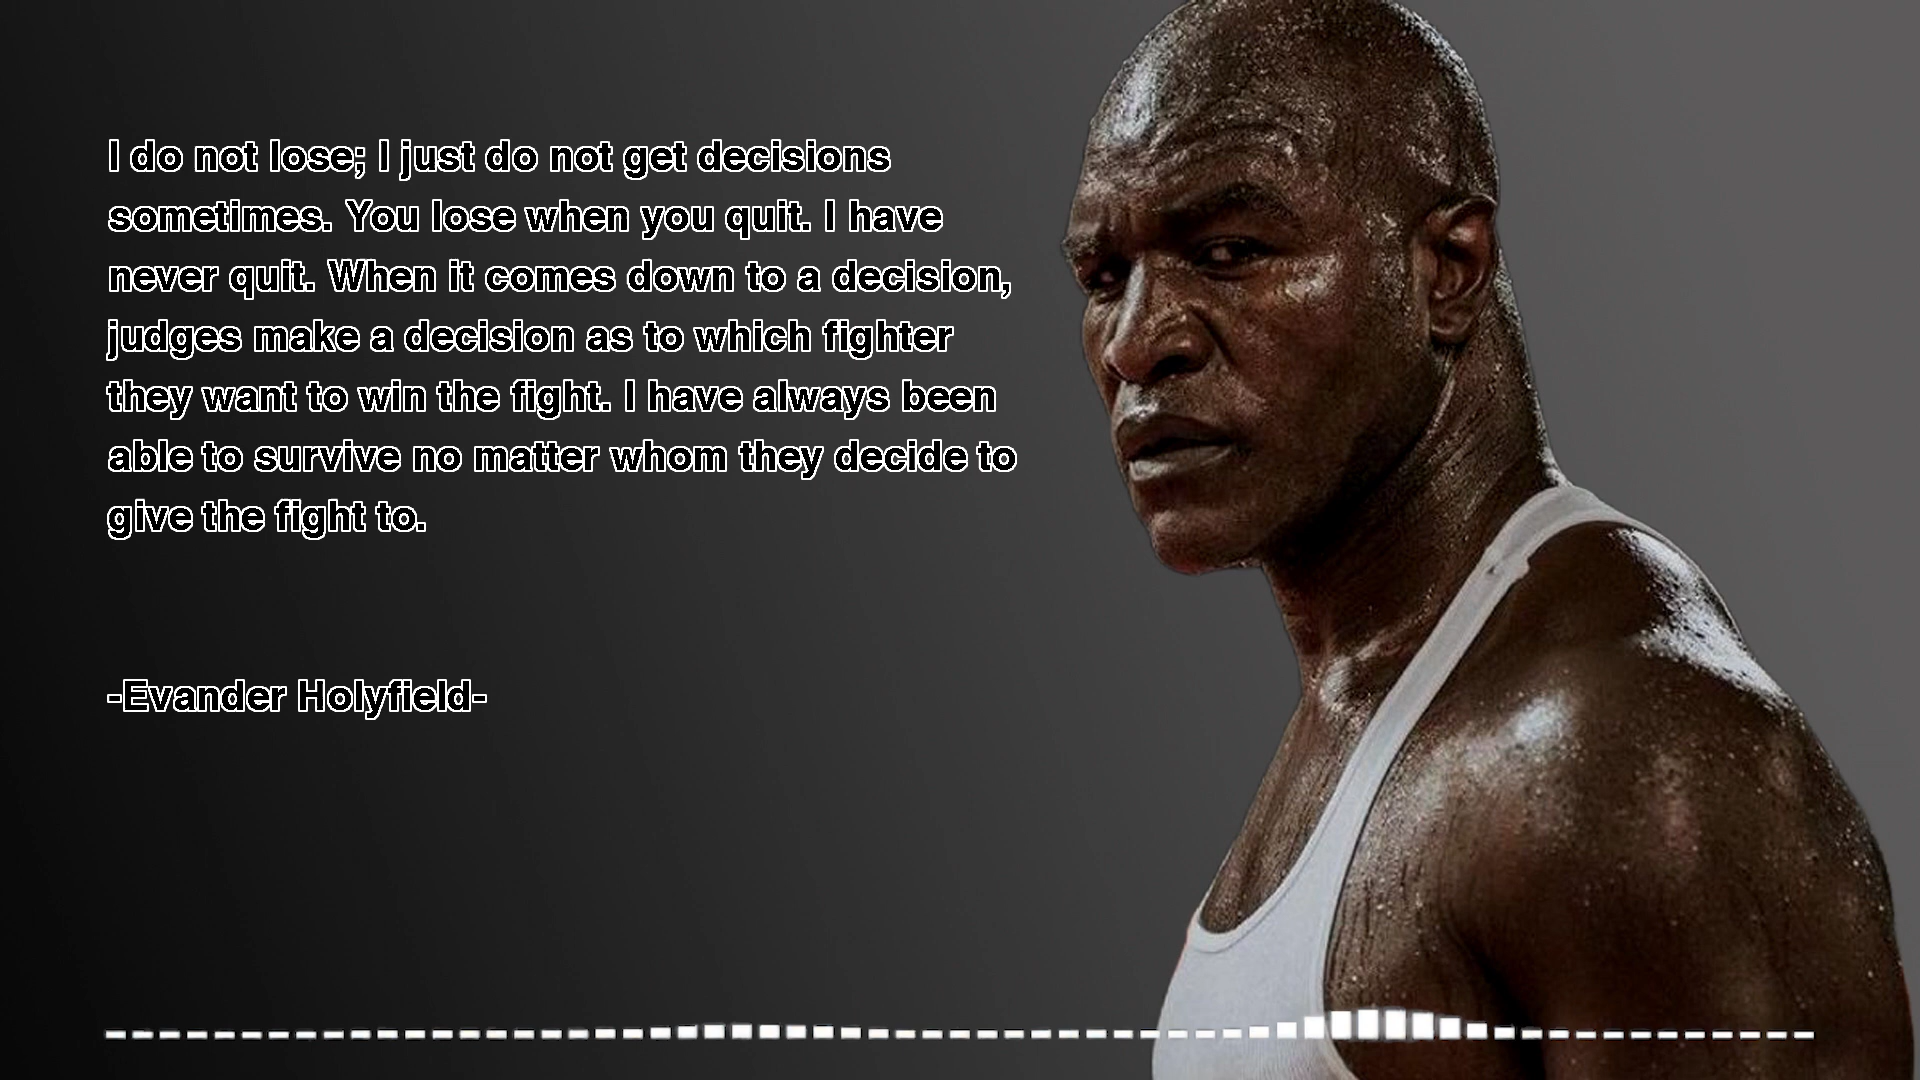 I do not lose; I just do not get decisions
sometimes. You lose when you quit. I have
never quit. When it comes down to a decision,
judges make a decision as to which fighter
they want to win the fight. I have always been
able to survive no matter whom they decide to
give the fight to.
-Evander Holyfield-